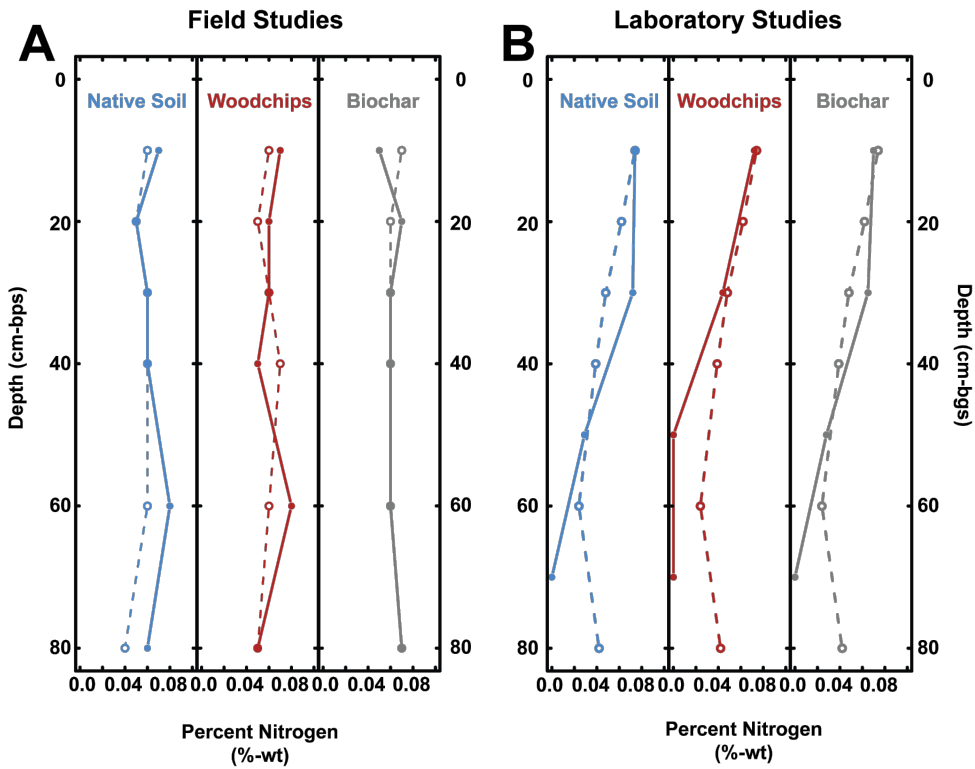 A
Field Studies
B
Laboratory Studies
0
Native Soil
Woodchips
Biochar
0
20
20
40
40
60
60
80
80
Depth (cm-bps)
0.0 0.04 0.08
0.0 0.04 0.08
0.0 0.04 0.08
Percent Nitrogen
(%-wt)
0
Native Soil
Woodchips
Biochar
0
20
20
40
40
60
60
80
80
Depth (cm-bgs)
0.0 0.04 0.08
0.0 0.04 0.08
0.0 0.04 0.08
Percent Nitrogen
(%-wt)